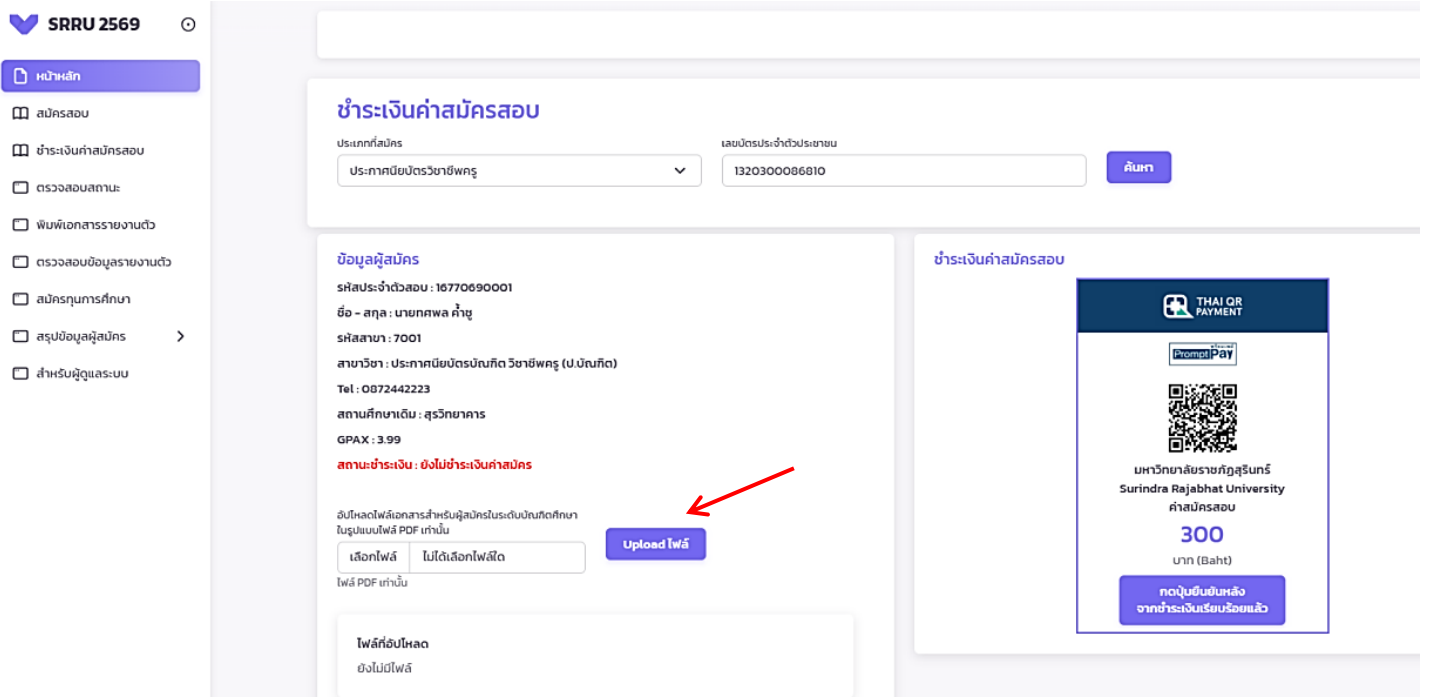 SRRU 2569
หน้าหลัก
สมัครสอบ
ชำระเงินค่าสมัครสอบ
ตรวจสอบสถานะ
พิมพ์เอกสารรายงานตัว
ตรวจสอบข้อมูลรายงานตัว
สมัครทุนการศึกษา
สรุปข้อมูลผู้สมัคร
สำหรับผู้ดูแลระบบ
ชำระเงินค่าสมัครสอบ
ประเภทที่สมัคร
ประกาศนียบัตรวิชาชีพครู
เลขบัตรประจำตัวประชาชน
1320300086810
ค้นหา
ข้อมูลผู้สมัคร
รหัสประจำตัวสอบ : 16770690001
ชื่อ - สกุล : นายทศพล ค้ำชู
รหัสสาขา : 7001
สาขาวิชา : ประกาศนียบัตรบัณฑิต วิชาชีพครู (ป.บัณฑิต)
Tel : 0872442223
สถานศึกษาเดิม : สุรวิทยาคาร
GPAX : 3.99
สถานะชำระเงิน : ยังไม่ชำระเงินค่าสมัคร
อัปโหลดไฟล์เอกสารสำหรับผู้สมัครในระดับบัณฑิตศึกษา
ในรูปแบบไฟล์ PDF เท่านั้น
เลือกไฟล์ ไม่ได้เลือกไฟล์ใด
Upload ไฟล์
ไฟล์ PDF เท่านั้น
ไฟล์ที่อัปโหลด
ยังไม่มีไฟล์
ชำระเงินค่าสมัครสอบ
THAI QR
PAYMENT
PromptPay
มหาวิทยาลัยราชภัฏสุรินทร์
Surindra Rajabhat University
ค่าสมัครสอบ
300
บาท (Baht)
กดปุ่มยืนยันหลัง
จากชำระเงินเรียบร้อยแล้ว